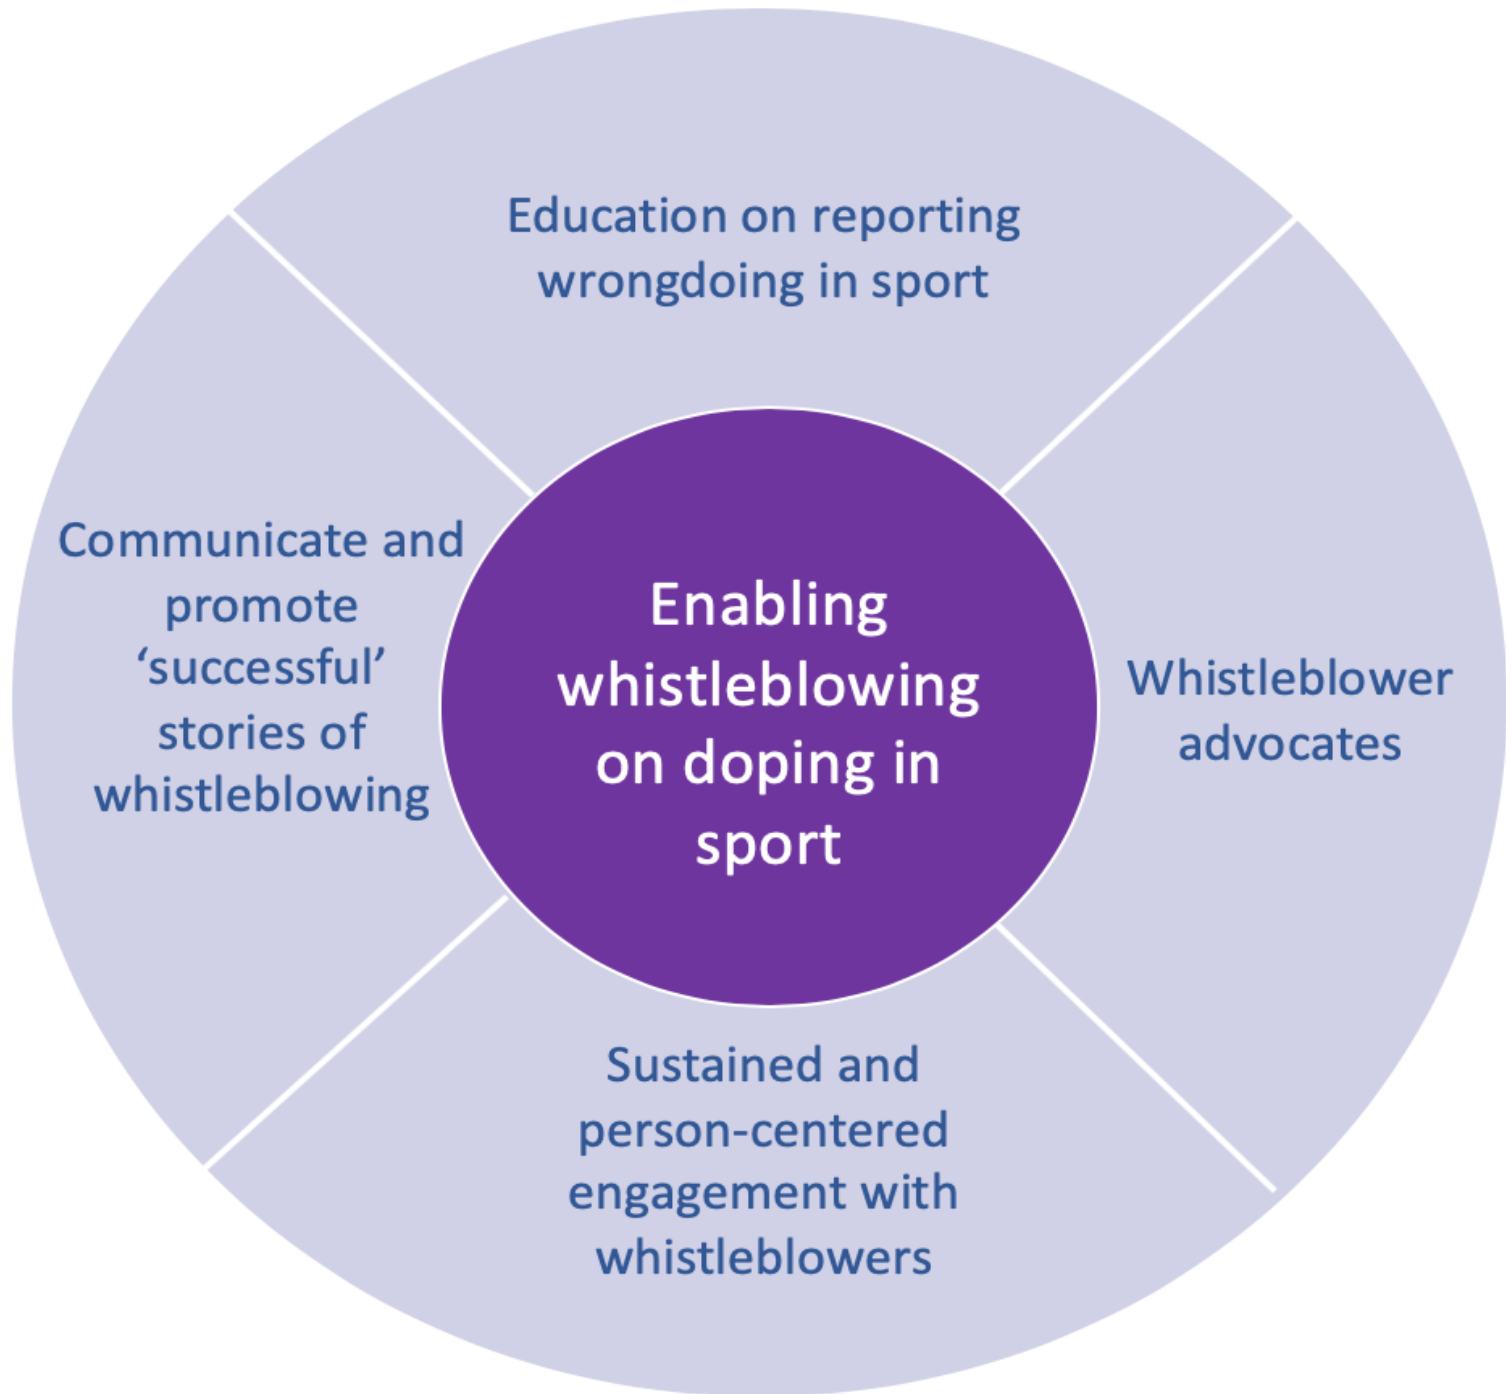 Education on reporting
wrongdoing in sport
Communicate and
promote
‘successful’
stories of
whistleblowing
Enabling
whistleblowing
on doping in
sport
Whistleblower
advocates
Sustained and
person-centered
engagement with
whistleblowers